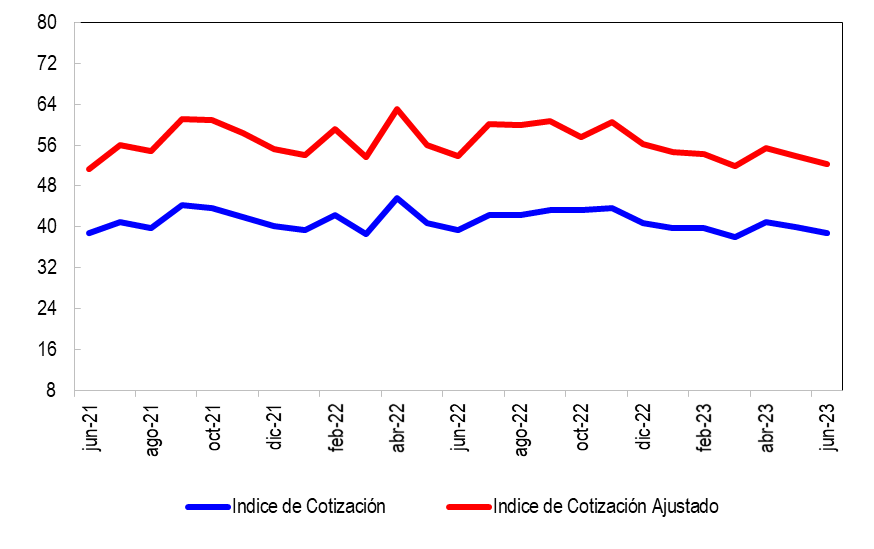 80
72
64
56
48
40
32
24
16
8
jun-21
ago-21
oct-21
dic-21
feb-22
abr-22
jun-22
ago-22
oct-22
dic-22
feb-23
abr-23
jun-23
Indice de Cotización
Indice de Cotización Ajustado